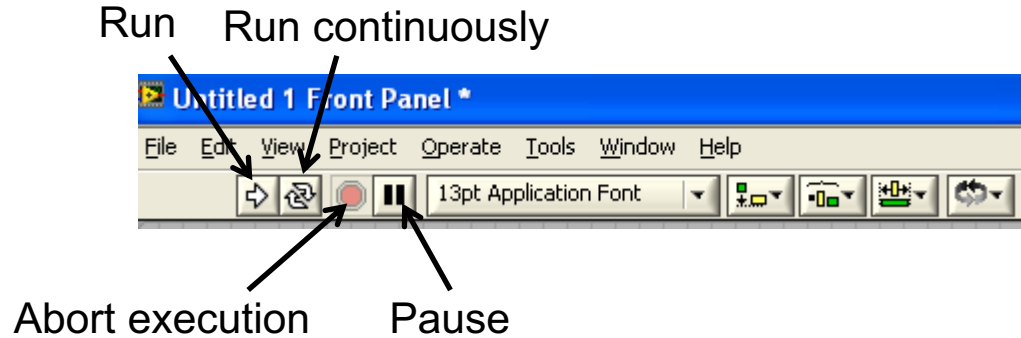 Run Run continuously
Untitled 1 Front Panel *
File Edit View Project Operate Tools Window Help
13pt Application Font
Abort execution Pause